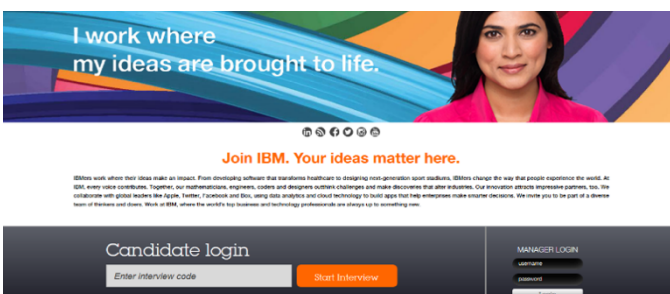 I work where
my ideas are brought to life.
Join IBM. Your ideas matter here.
IBMers work where their ideas make an impact. From developing software that transforms healthcare to designing next-generation sport stadiums, IBMers change the way that people experience the world. At
IBM, every voice contributes. Together, our mathematicians, engineers, coders and designers outthink challenges and make discoveries that alter industries. Our innovation attracts impressive partners, too. We
collaborate with global leaders like Apple, Twitter, Facebook and Box, using data analytics and cloud technology to build apps that help enterprises make smarter decisions. We invite you to be part of a diverse
team of thinkers and doers. Work at IBM, where the world's top business and technology professionals are always up to something new.
Candidate login
Enter interview code
Start Interview
MANAGER LOGIN
username
password